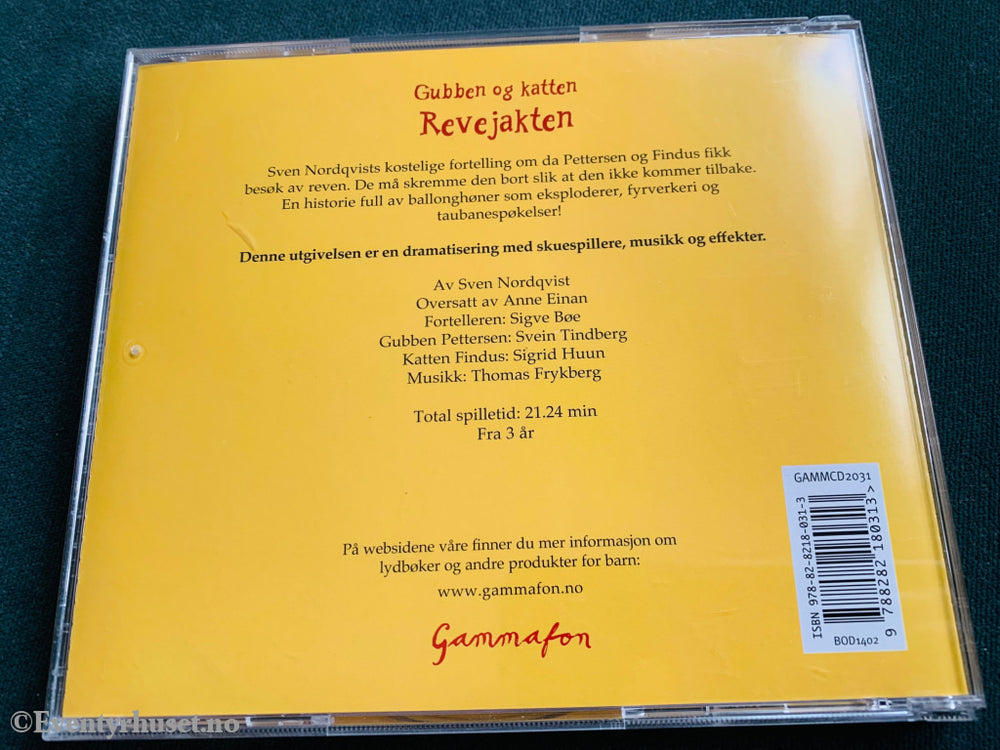 Gubben og katten
Revejakten
Sven Nordqvists kostelige fortelling om da Pettersen og Findus fikk
besøk av reven. De må skremme den bort slik at den ikke kommer tilbake.
En historie full av ballonghøner som eksploderer, fyrverkeri og
taubanespøkelser!
Denne utgivelsen er en dramatisering med skuespillere, musikk og effekter.
Av Sven Nordqvist
Oversatt av Anne Einan
Fortelleren: Sigve Bøe
Gubben Pettersen: Svein Tindberg
Katten Findus: Sigrid Huun
Musikk: Thomas Frykberg
Total spilletid: 21.24 min
Fra 3 år
På websidene våre finner du mer informasjon om
lydbøker og andre produkter for barn:
www.gammafon.no
Gammafon
GAMMCD2031
ISBN 978-82-8218-031-3
9 788282 180313 >
BOD1402
© Eventyrhuset.no